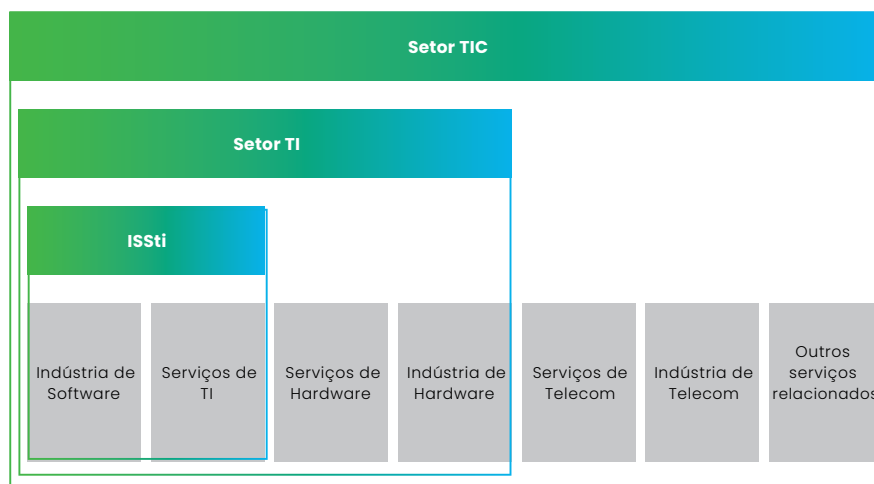 Setor TIC
Setor TI
ISSti
Indústria de
Software
Serviços de
TI
Serviços de
Hardware
Indústria de
Hardware
Serviços de
Telecom
Indústria de
Telecom
Outros
serviços
relacionados